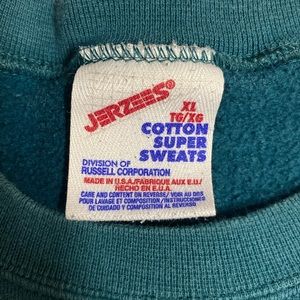 JERZEES®
XL
TG/XG
COTTON
SUPER
SWEATS
DIVISION OF
RUSSELL CORPORATION
MADE IN U.S.A./FABRIQUE AUX E.U./
HECHO EN E.U.A.
CARE AND CONTENT ON REVERSE/ VOIR AU DOS
POUR LAVAGE ET COMPOSITION/INSTRUCCIONES
DE CUIDADO Y COMPOSICION AL REVERSO